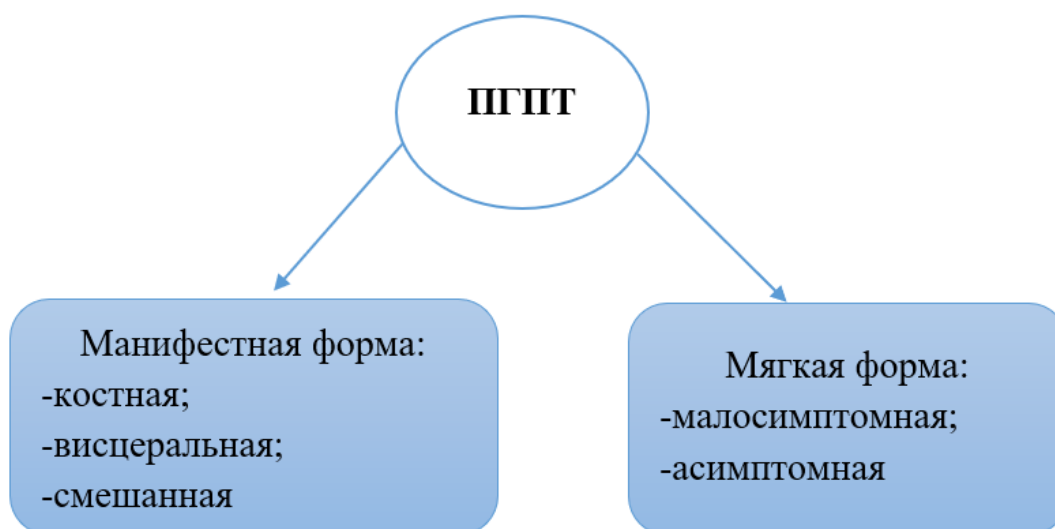 ПГПТ
Манифестная форма:
-костная;
-висцеральная;
-смешанная
Мягкая форма:
-малосимптомная;
-асимптомная